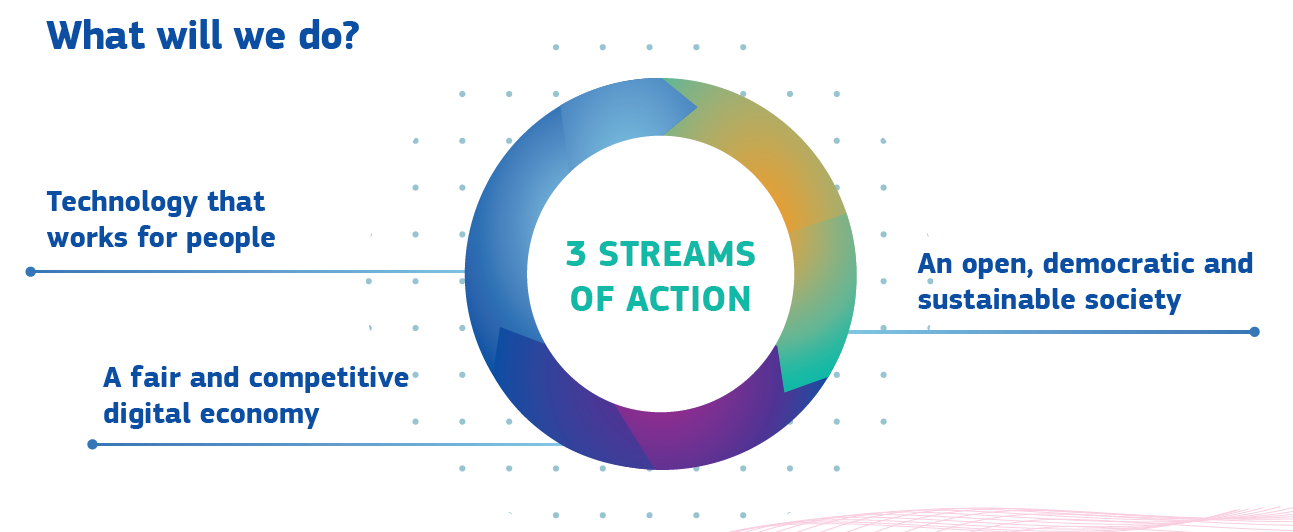 What will we do?
Technology that
works for people
3 STREAMS
OF ACTION
An open, democratic and
sustainable society
A fair and competitive
digital economy